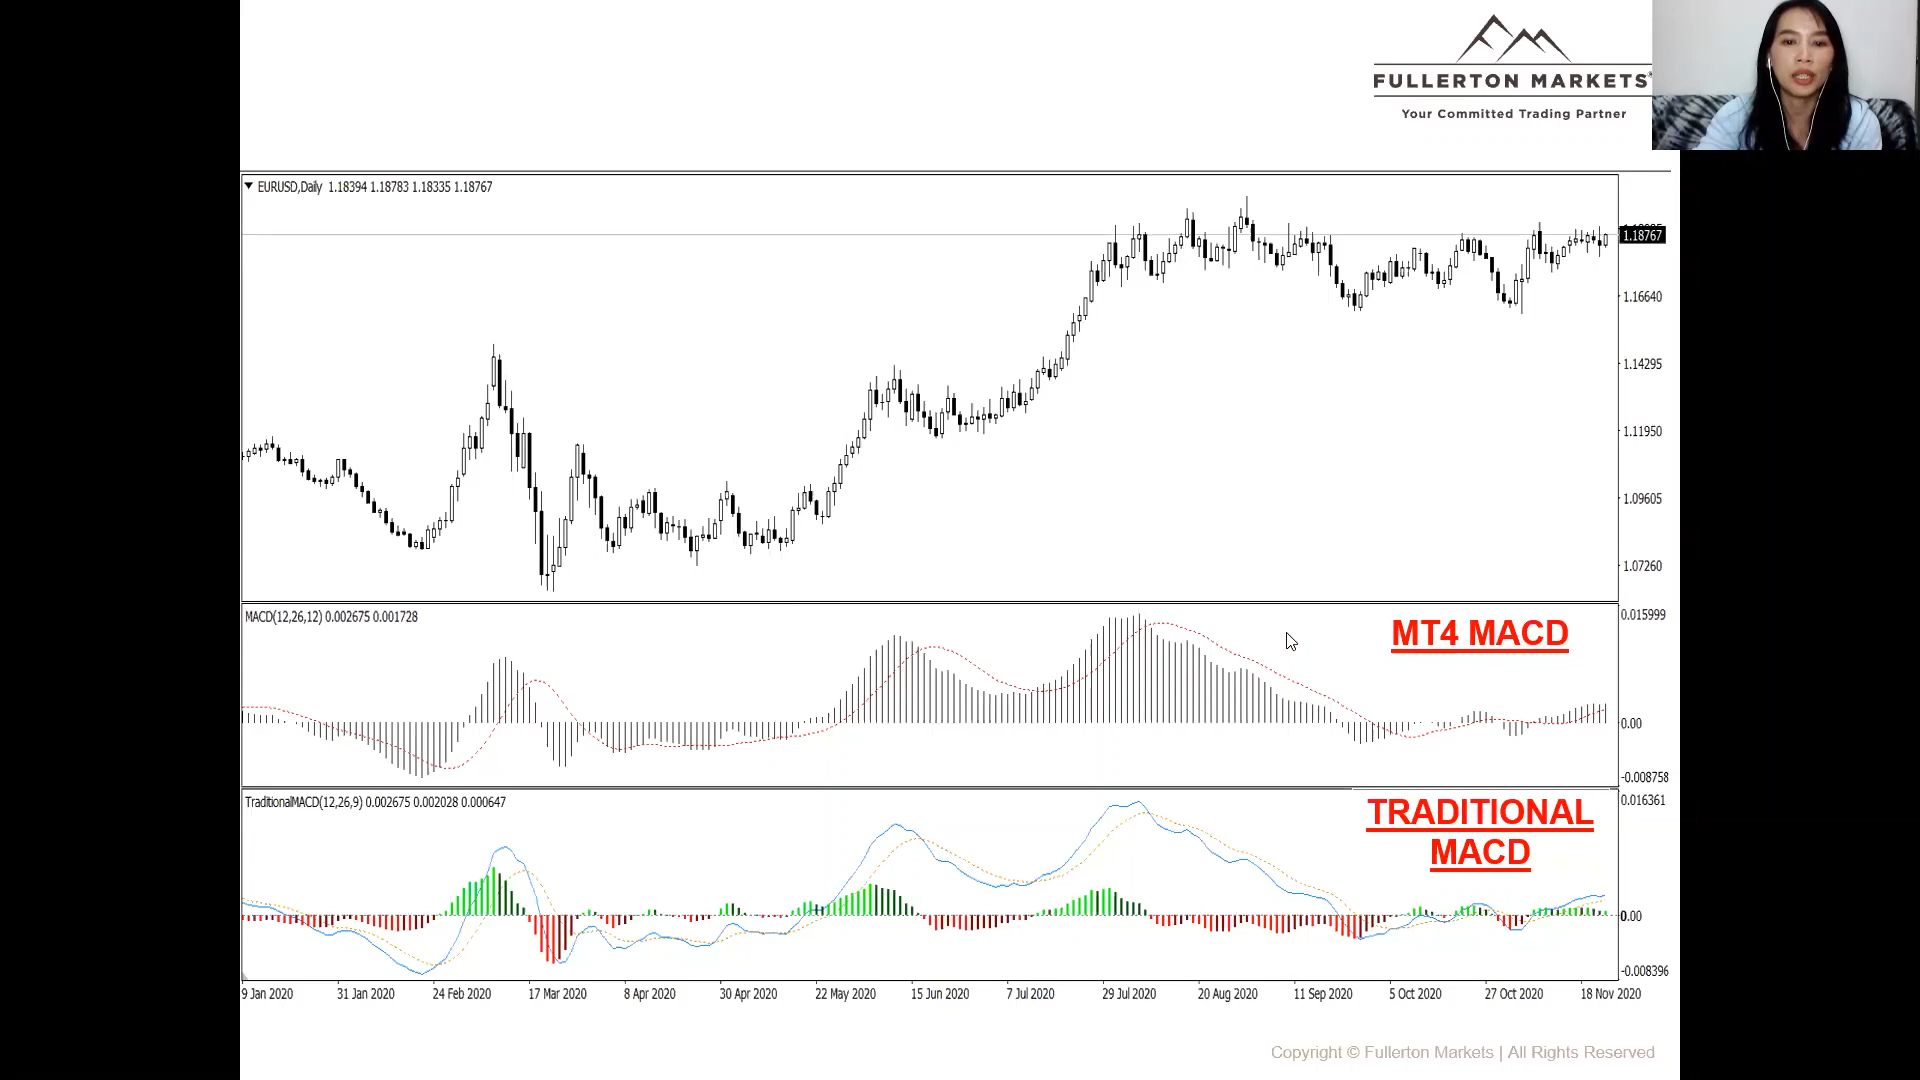 FULLERTON MARKETS
Your Committed Trading Partner
EURUSD,Daily 1.18394 1.18783 1.18335 1.18767
1.18767
1.16640
1.14295
1.11950
1.09605
1.07260
MACD(12,26,12) 0.002675 0.001728
0.015999
MT4 MACD
0.00
-0.008758
TraditionalMACD(12,26,9) 0.002675 0.002028 0.000647
0.016361
TRADITIONAL
MACD
0.00
-0.008396
9 Jan 2020 31 Jan 2020 24 Feb 2020 17 Mar 2020 8 Apr 2020 30 Apr 2020 22 May 2020 15 Jun 2020 7 Jul 2020 29 Jul 2020 20 Aug 2020 11 Sep 2020 5 Oct 2020 27 Oct 2020 18 Nov 2020
Copyright © Fullerton Markets | All Rights Reserved